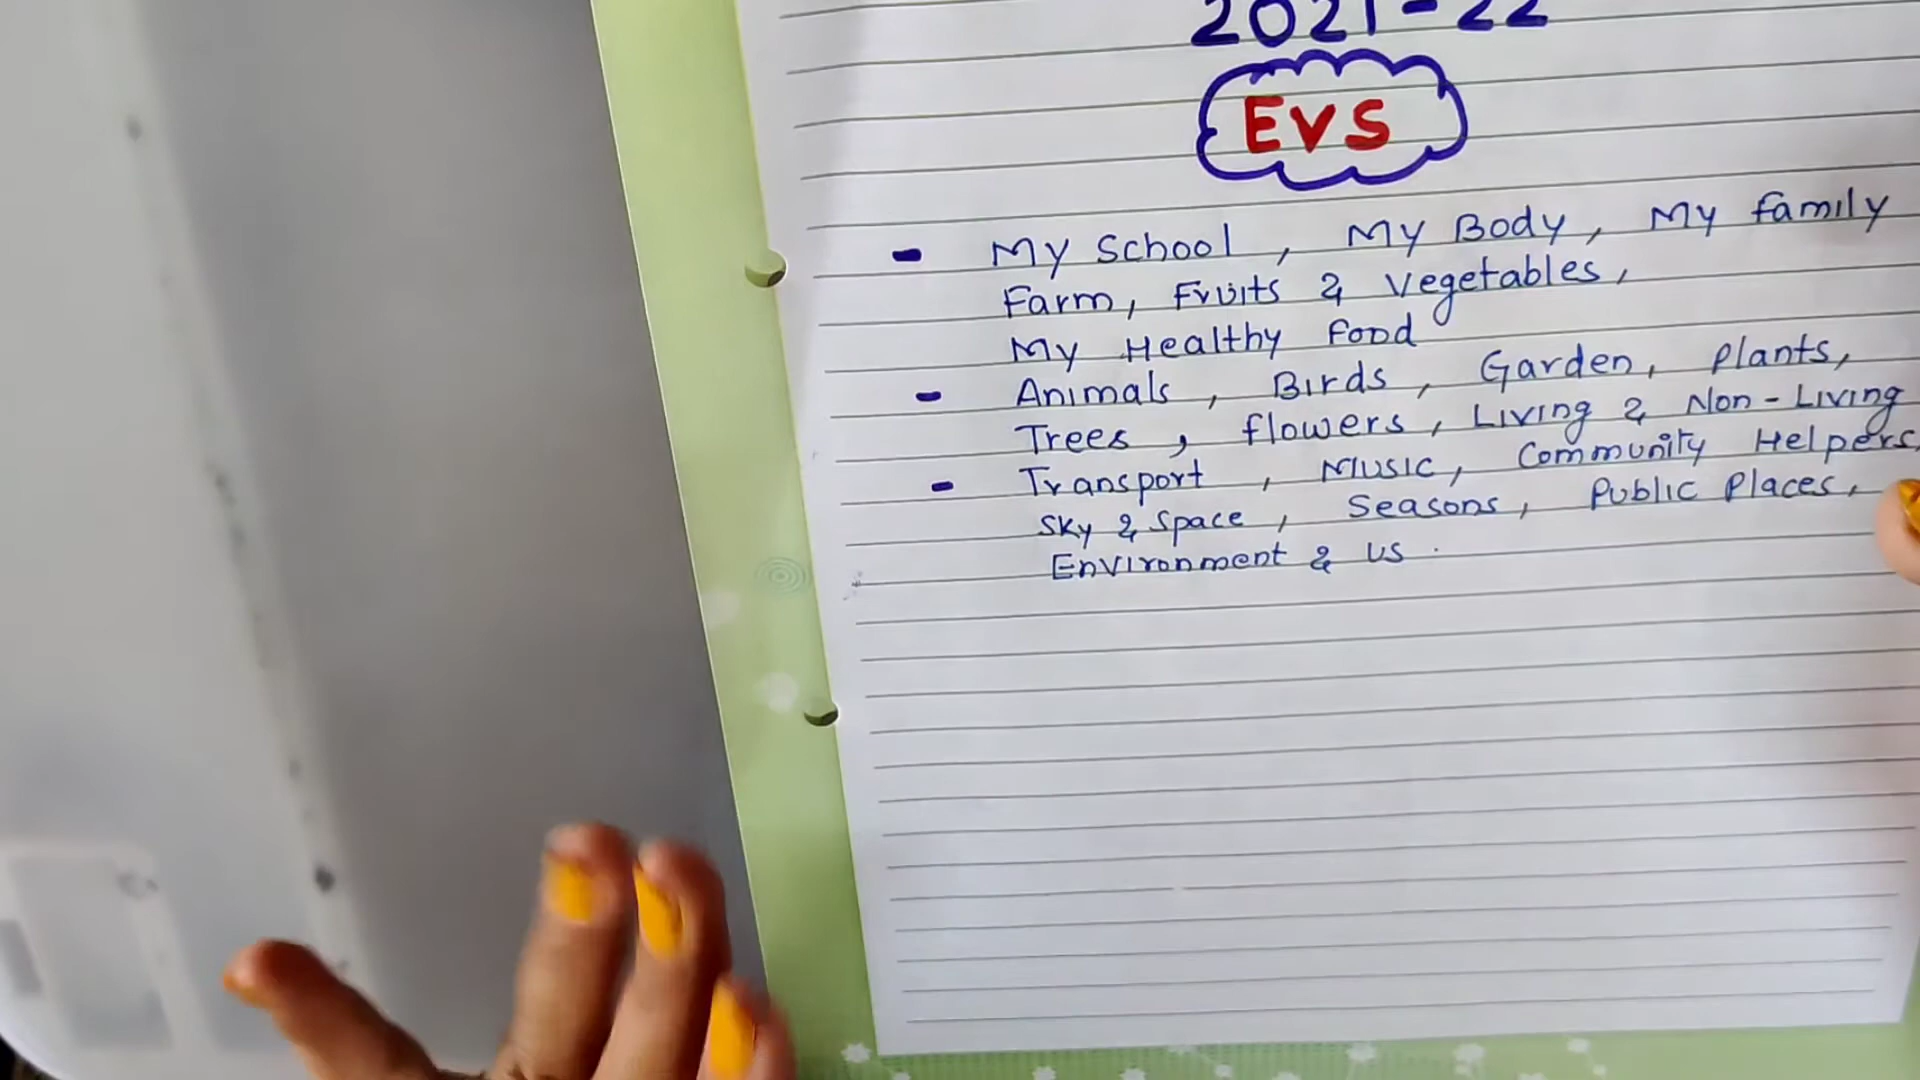 2021-22
EVS
- My School, My Body, My family
Farm, Fruits & Vegetables,
My Healthy Food
- Animals, Birds, Garden, Plants,
Trees, flowers, Living & Non-Living
- Transport, Music, Community Helpers,
Sky & Space, Seasons, Public Places,
Environment & us.